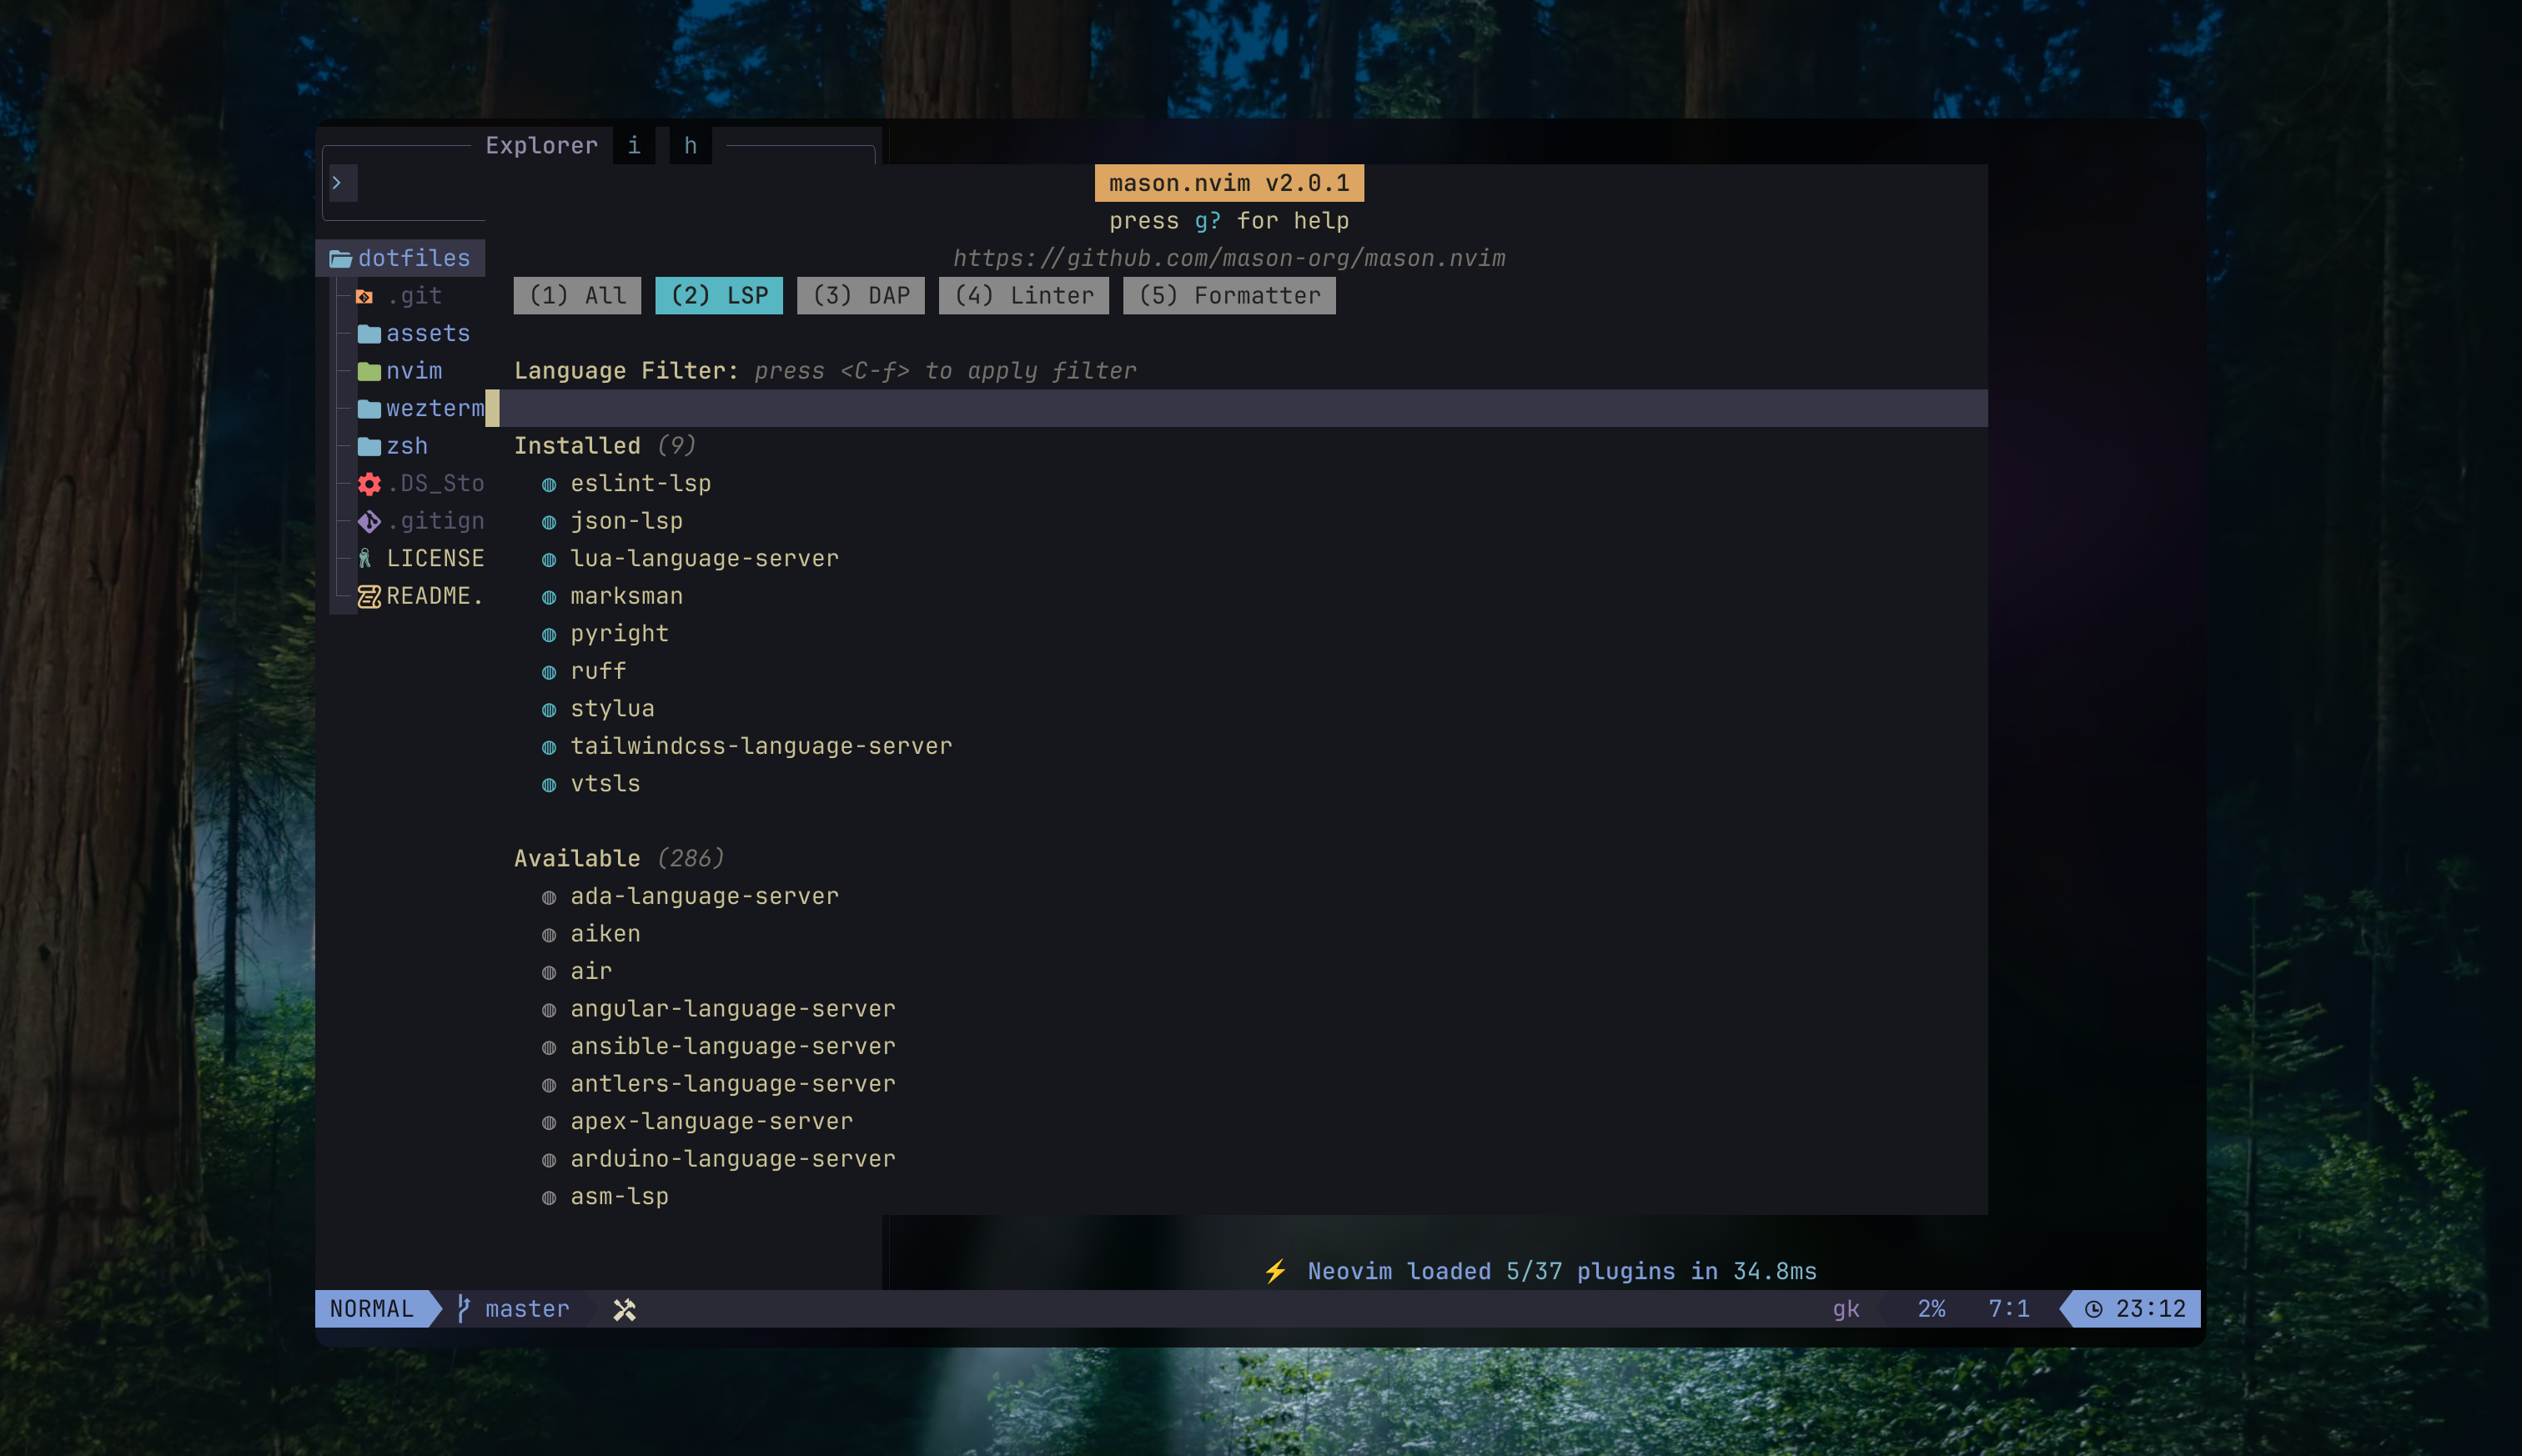 Explorer i h
>
mason.nvim v2.0.1
press g? for help
https://github.com/mason-org/mason.nvim
(1) All (2) LSP (3) DAP (4) Linter (5) Formatter
Language Filter: press <C-f> to apply filter
Installed (9)
eslint-lsp
json-lsp
lua-language-server
marksman
pyright
ruff
stylua
tailwindcss-language-server
vtsls
Available (286)
ada-language-server
aiken
air
angular-language-server
ansible-language-server
antlers-language-server
apex-language-server
arduino-language-server
asm-lsp
dotfiles
.git
assets
nvim
wezterm
zsh
.DS_Sto
.gitign
LICENSE
README.
⚡ Neovim loaded 5/37 plugins in 34.8ms
NORMAL master gk 2% 7:1 23:12